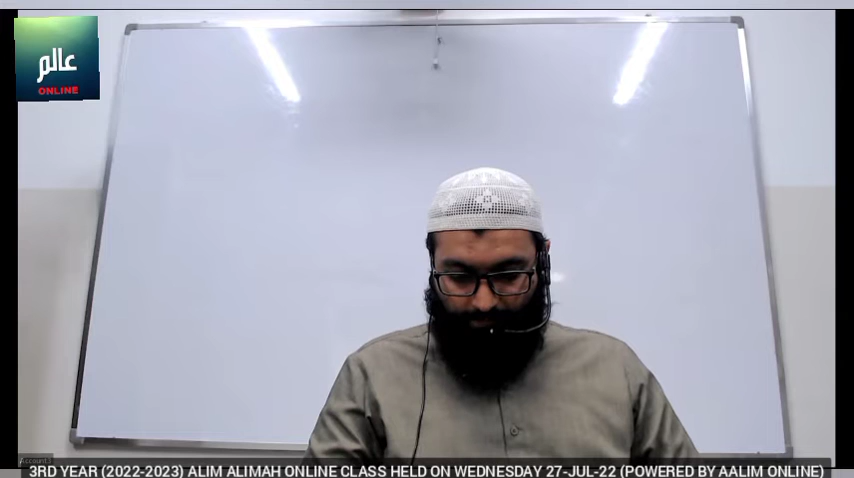 عالم
ONLINE
3RD YEAR (2022-2023) ALIM ALIMAH ONLINE CLASS HELD ON WEDNESDAY 27-JUL-22 (POWERED BY AALIM ONLINE)